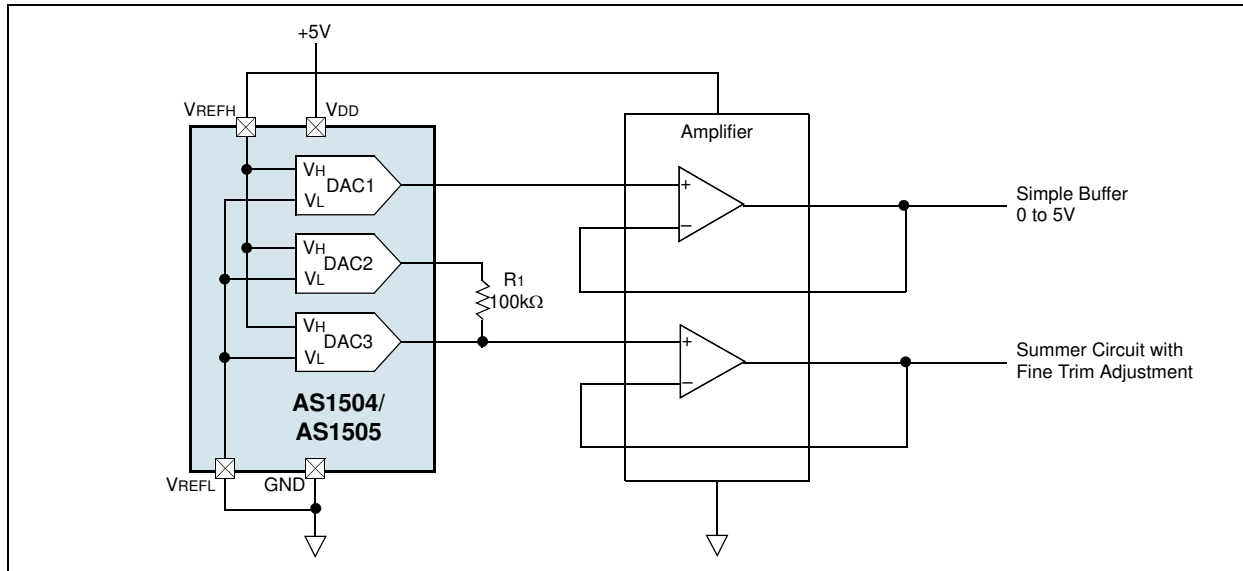 +5V
VREFH
VDD
Amplifier
VH
DAC1
VL
+
−
Simple Buffer
0 to 5V
VH
DAC2
VL
R1
100kΩ
VH
DAC3
VL
+
−
Summer Circuit with
Fine Trim Adjustment
AS1504/
AS1505
VREFL
GND